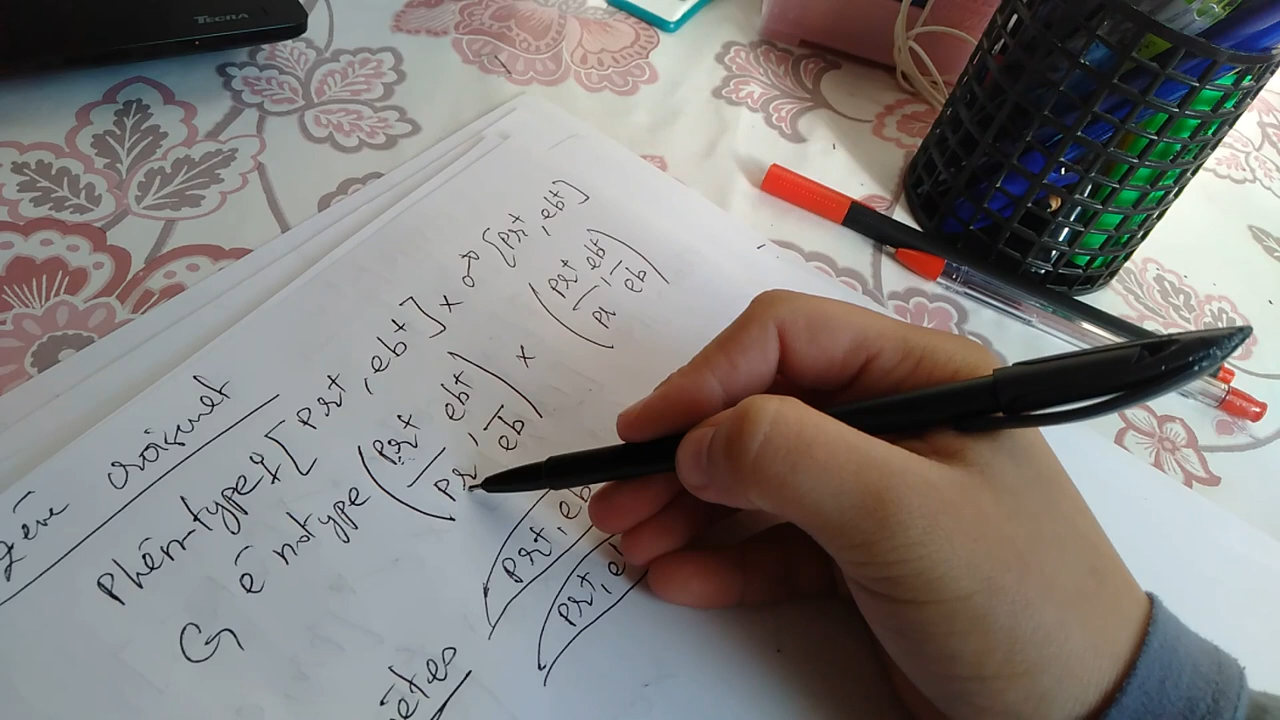 TECRA
2ème croisement
Phénotype ♀ [pr+, eb+] x ♂ [pr+, eb+]
Génotype (pr+/pr, eb+/eb) x (pr+/pr, eb+/eb)
pr+, eb
pr+, e
ètes